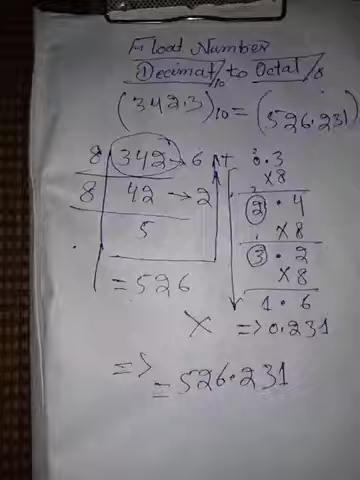 Float Number
① Decimal/10 to Octal/8
(342.3)10 = (526.231)
8 | 342 → 6
8 | 42 → 2
5
= 526
0.3
×8
2.4
×8
3.2
×8
1.6
× => 0.231
=> = 526.231